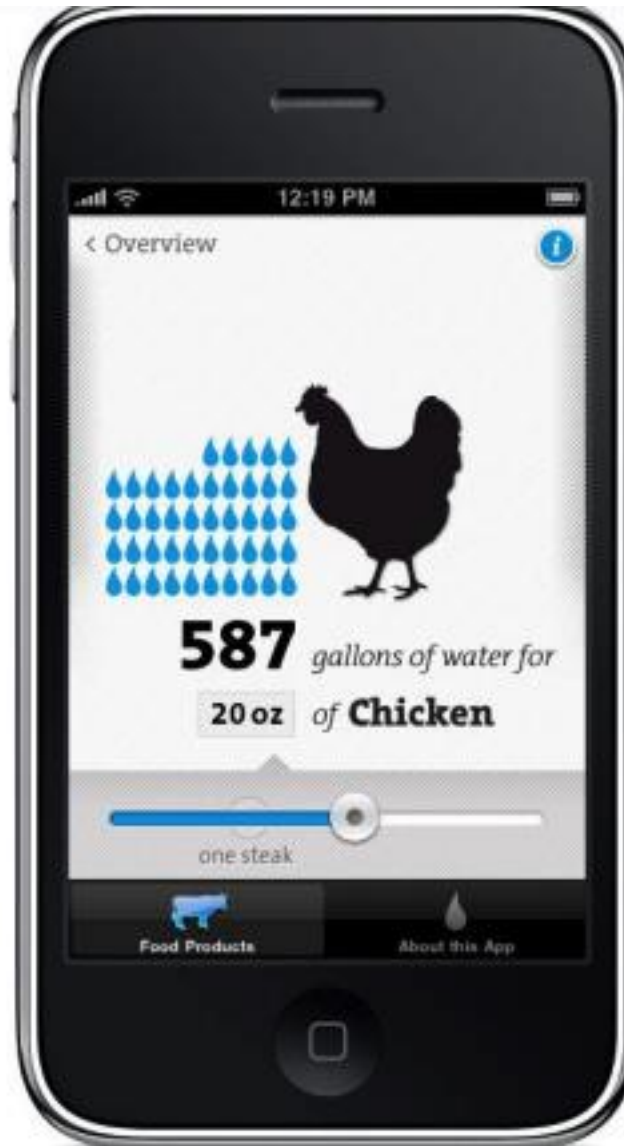 12:19 PM
< Overview
i
587 gallons of water for
20 oz of Chicken
one steak
Food Products
About this App